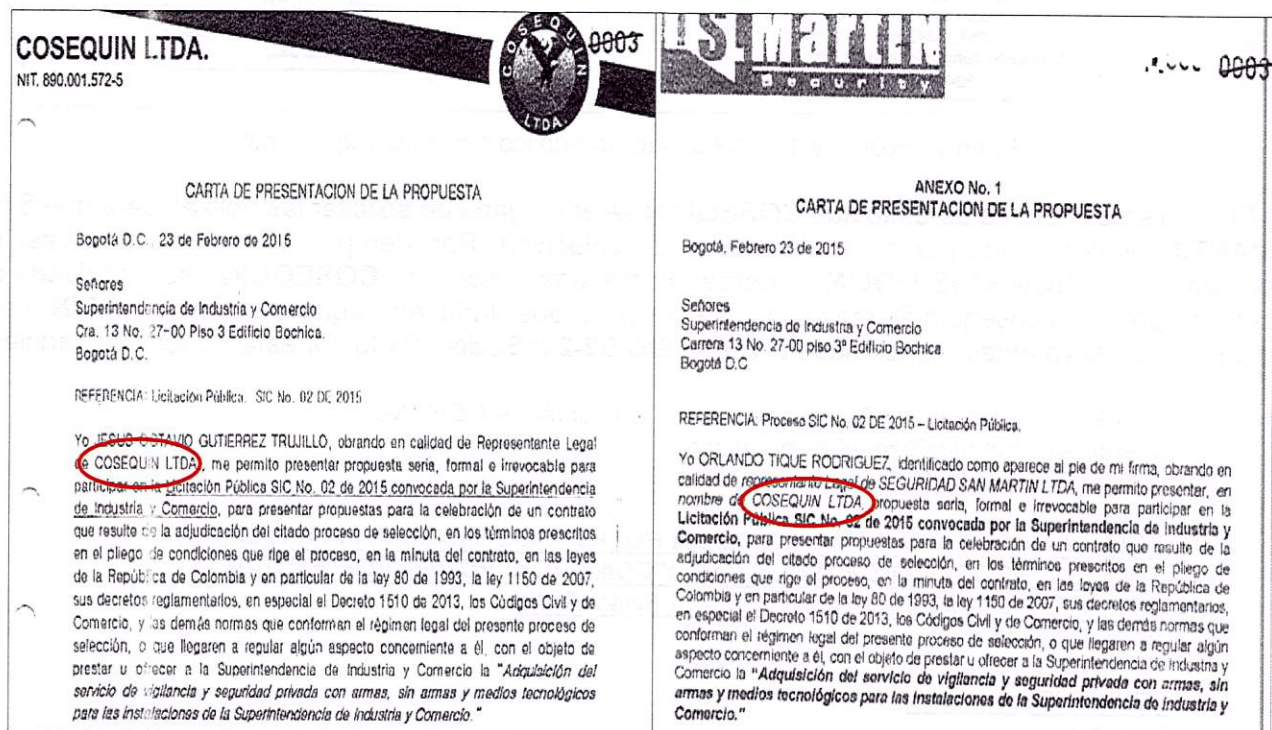 COSEQUIN LTDA.
NIT. 890.001.572-5
COSEQUIN
LTDA.
0003
CARTA DE PRESENTACION DE LA PROPUESTA
Bogotá D.C., 23 de Febrero de 2015
Señores
Superintendencia de Industria y Comercio
Cra. 13 No. 27-00 Piso 3 Edificio Bochica.
Bogotá D.C.
REFERENCIA: Licitación Pública. SIC No. 02 DE 2015
Yo JESUS OCTAVIO GUTIERREZ TRUJILLO, obrando en calidad de Representante Legal
de COSEQUIN LTDA, me permito presentar propuesta seria, formal e irrevocable para
participar en la Licitación Pública SIC No. 02 de 2015 convocada por la Superintendencia
de Industria y Comercio, para presentar propuestas para la celebración de un contrato
que resulte de la adjudicación del citado proceso de selección, en los términos prescritos
en el pliego de condiciones que rige el proceso, en la minuta del contrato, en las leyes
de la República de Colombia y en particular de la ley 80 de 1993, la ley 1150 de 2007,
sus decretos reglamentarios, en especial el Decreto 1510 de 2013, los Códigos Civil y de
Comercio, y las demás normas que conforman el régimen legal del presente proceso de
selección, o que llegaren a regular algún aspecto concerniente a él, con el objeto de
prestar u ofrecer a la Superintendencia de Industria y Comercio la "Adquisición del
servicio de vigilancia y seguridad privada con armas, sin armas y medios tecnológicos
para las instalaciones de la Superintendencia de Industria y Comercio."
S. Martin
Security
0003
ANEXO No. 1
CARTA DE PRESENTACION DE LA PROPUESTA
Bogotá, Febrero 23 de 2015
Señores
Superintendencia de Industria y Comercio
Carrera 13 No. 27-00 piso 3º Edificio Bochica
Bogotá D.C
REFERENCIA: Proceso SIC No. 02 DE 2015 – Licitación Pública.
Yo ORLANDO TIQUE RODRIGUEZ, identificado como aparece al pie de mi firma, obrando en
calidad de representante Legal de SEGURIDAD SAN MARTIN LTDA, me permito presentar, en
nombre de COSEQUIN LTDA, propuesta seria, formal e irrevocable para participar en la
Licitación Pública SIC No. 02 de 2015 convocada por la Superintendencia de Industria y
Comercio, para presentar propuestas para la celebración de un contrato que resulte de la
adjudicación del citado proceso de selección, en los términos prescritos en el pliego de
condiciones que rige el proceso, en la minuta del contrato, en las leyes de la República de
Colombia y en particular de la ley 80 de 1993, la ley 1150 de 2007, sus decretos reglamentarios,
en especial el Decreto 1510 de 2013, los Códigos Civil y de Comercio, y las demás normas que
conforman el régimen legal del presente proceso de selección, o que llegaren a regular algún
aspecto concerniente a él, con el objeto de prestar u ofrecer a la Superintendencia de Industria y
Comercio la "Adquisición del servicio de vigilancia y seguridad privada con armas, sin
armas y medios tecnológicos para las instalaciones de la Superintendencia de Industria y
Comercio."